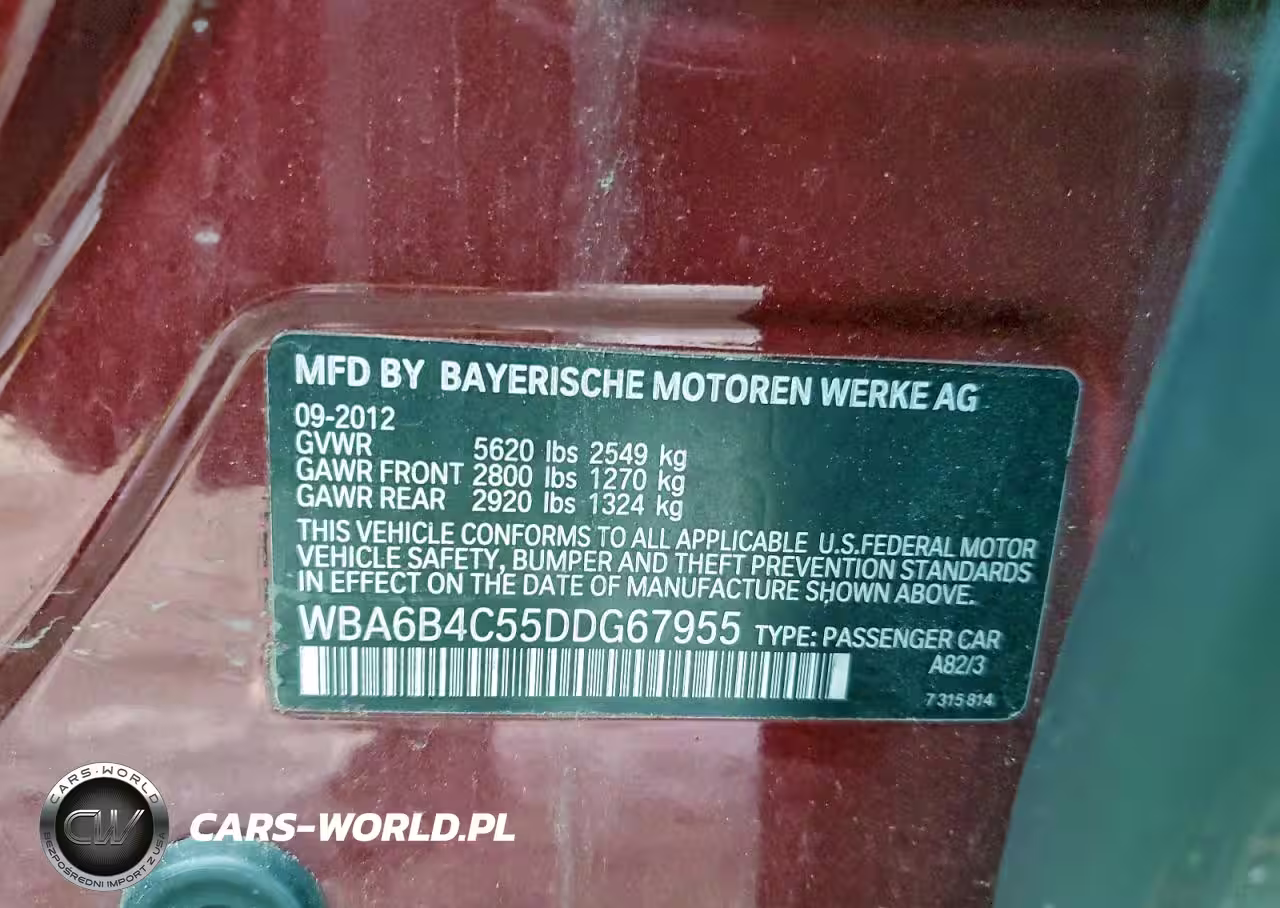 MFD BY BAYERISCHE MOTOREN WERKE AG
09-2012
GVWR 5620 lbs 2549 kg
GAWR FRONT 2800 lbs 1270 kg
GAWR REAR 2920 lbs 1324 kg
THIS VEHICLE CONFORMS TO ALL APPLICABLE U.S.FEDERAL MOTOR
VEHICLE SAFETY, BUMPER AND THEFT PREVENTION STANDARDS
IN EFFECT ON THE DATE OF MANUFACTURE SHOWN ABOVE.
WBA6B4C55DDG67955 TYPE: PASSENGER CAR
A82/3
7 315 814
CARS-WORLD
CW
BEZPOŚREDNI IMPORT Z USA
CARS-WORLD.PL